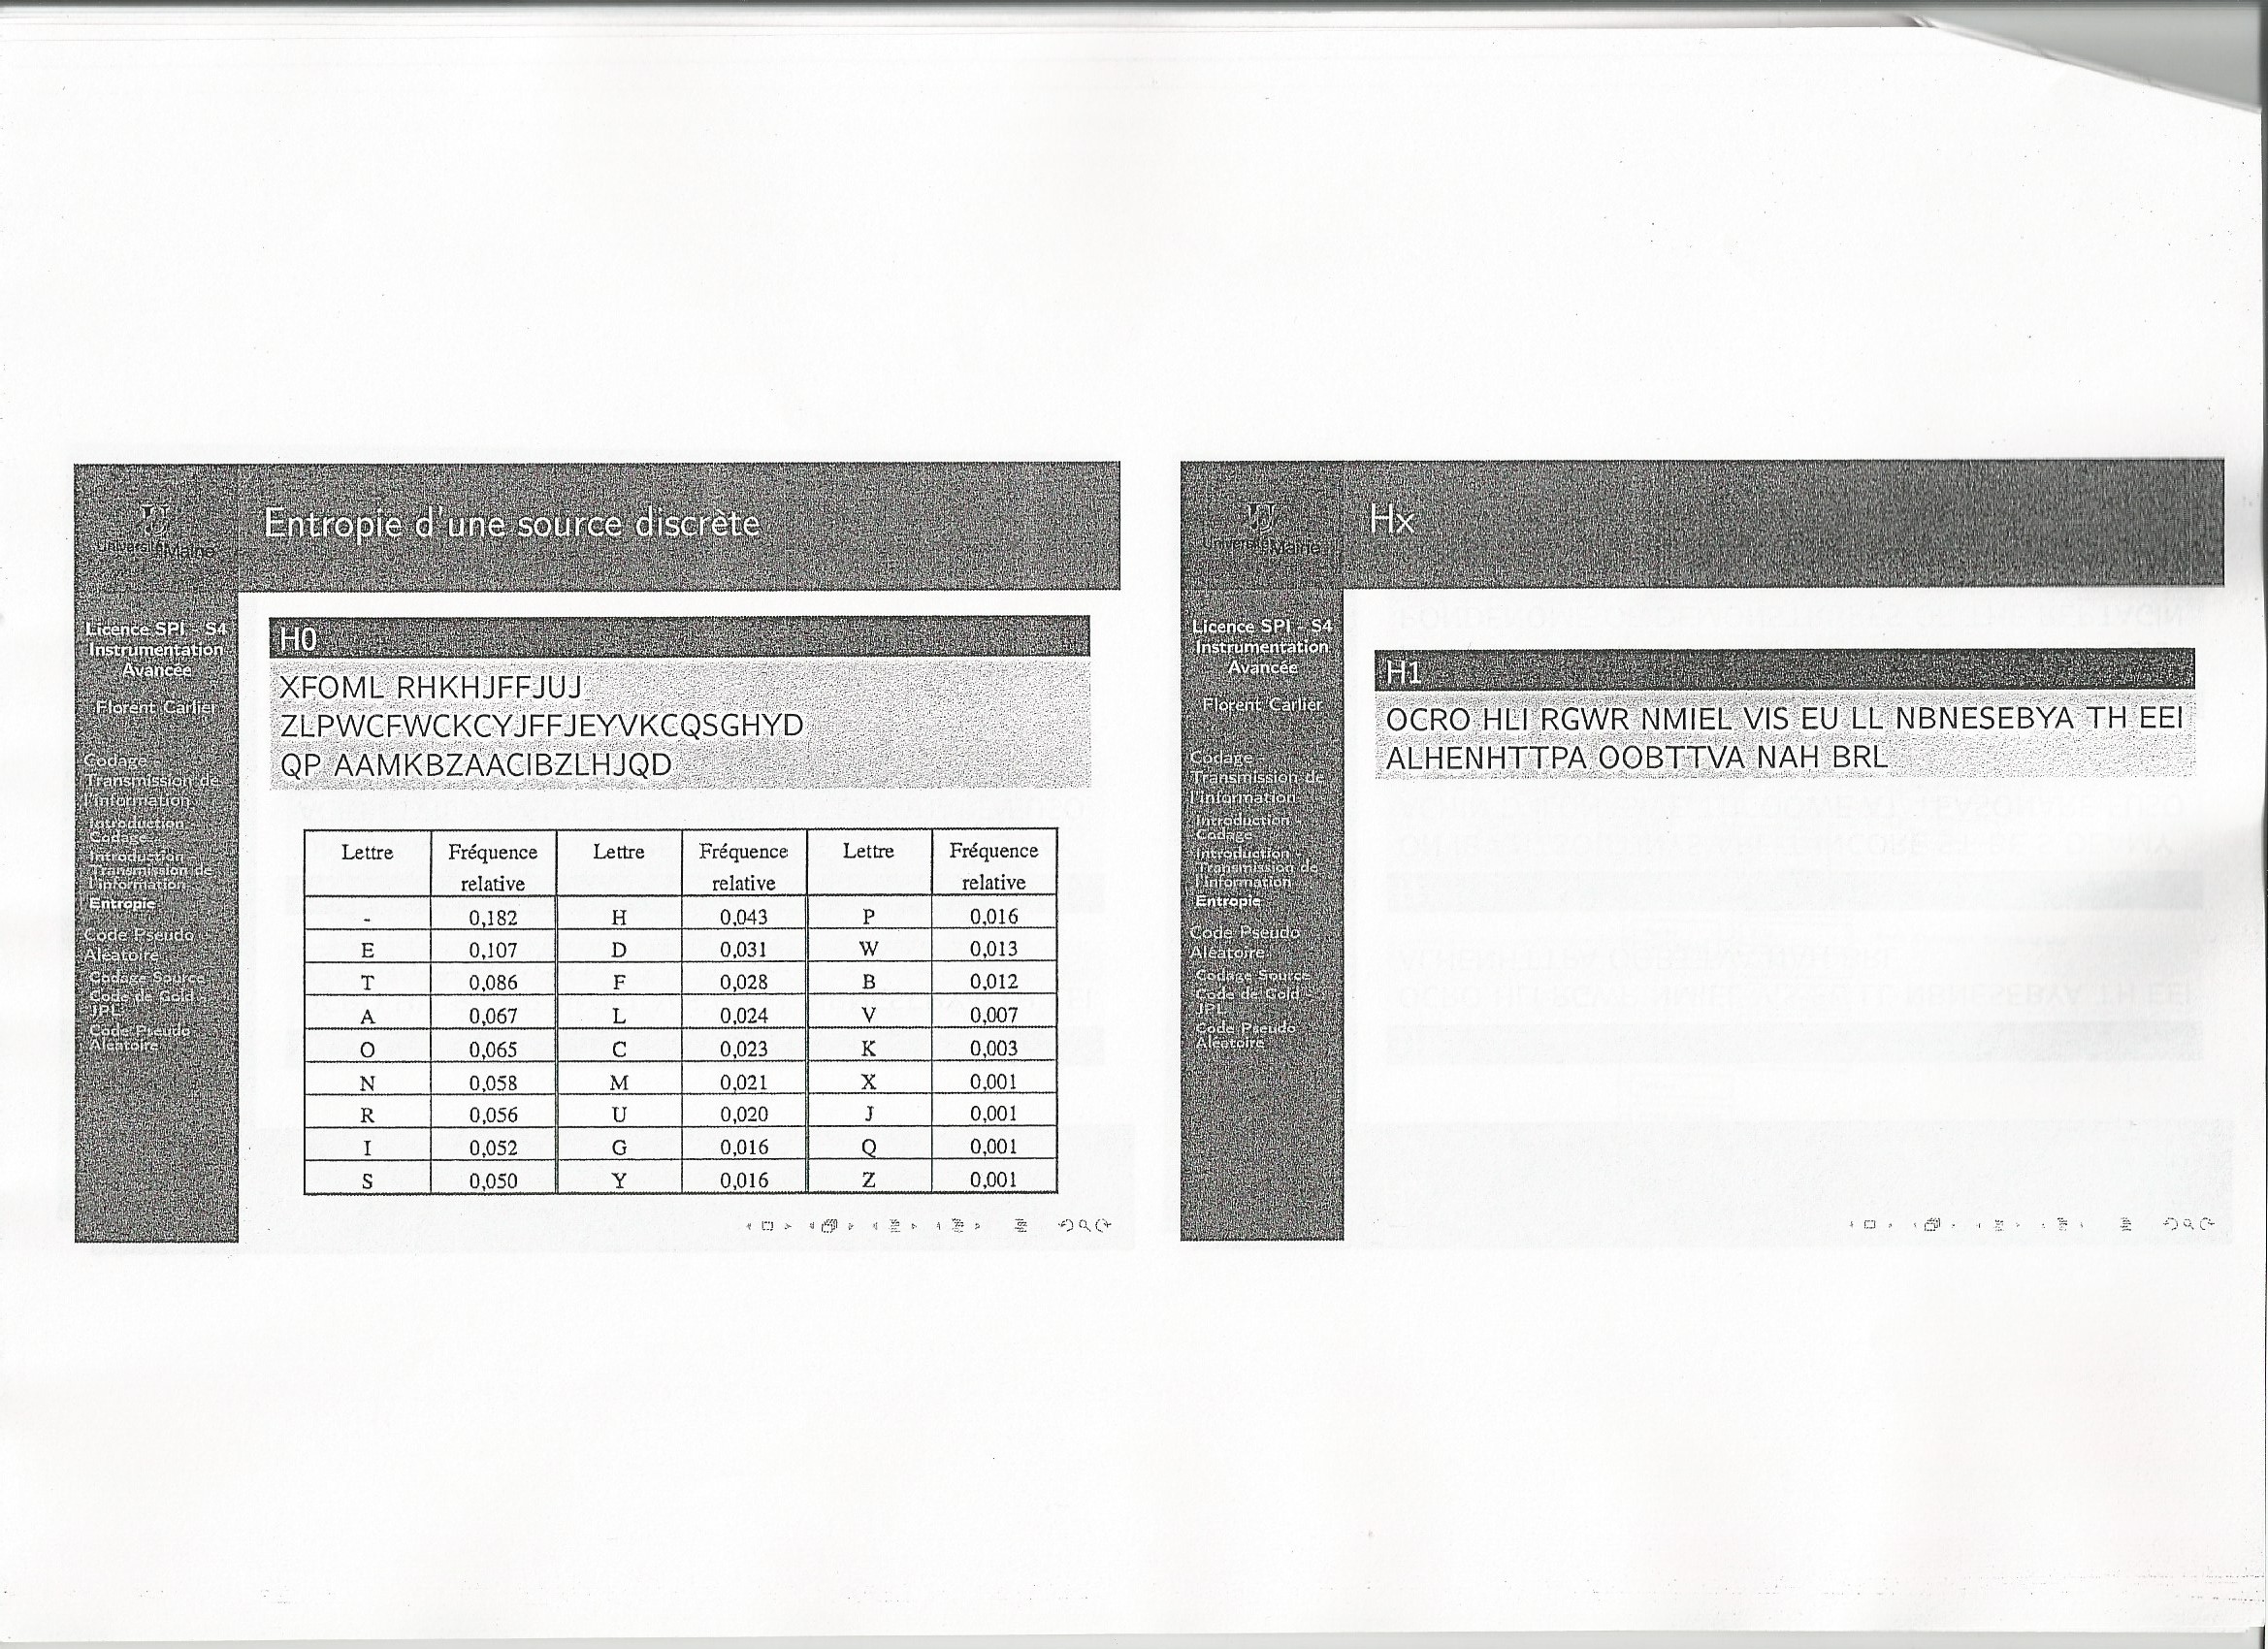 Entropie d'une source discrète
Université du Maine
Licence SPI - S4
Instrumentation
Avancée
Florent Carlier
Codage
Transmission de
l'Information
Introduction -
Codage
Introduction -
Transmission de
l'information
Entropie
Code Pseudo
Aléatoire
Codage Source
Code de Gold
JPL
Code Pseudo
Aléatoire
H0
XFOML RHKHJFFJUJ
ZLPWCFWCKCYJFFJEYVKCQSGHYD
QP AAMKBZAACIBZLHJQD
Lettre Fréquence relative Lettre Fréquence relative Lettre Fréquence relative
- 0,182 H 0,043 P 0,016
E 0,107 D 0,031 W 0,013
T 0,086 F 0,028 B 0,012
A 0,067 L 0,024 V 0,007
O 0,065 C 0,023 K 0,003
N 0,058 M 0,021 X 0,001
R 0,056 U 0,020 J 0,001
I 0,052 G 0,016 Q 0,001
S 0,050 Y 0,016 Z 0,001
Hx
Université du Maine
Licence SPI - S4
Instrumentation
Avancée
Florent Carlier
Codage
Transmission de
l'Information
Introduction -
Codage
Introduction -
Transmission de
l'information
Entropie
Code Pseudo
Aléatoire
Codage Source
Code de Gold
JPL
Code Pseudo
Aléatoire
H1
OCRO HLI RGWR NMIEL VIS EU LL NBNESEBYA TH EEI
ALHENHTTPA OOBTTVA NAH BRL